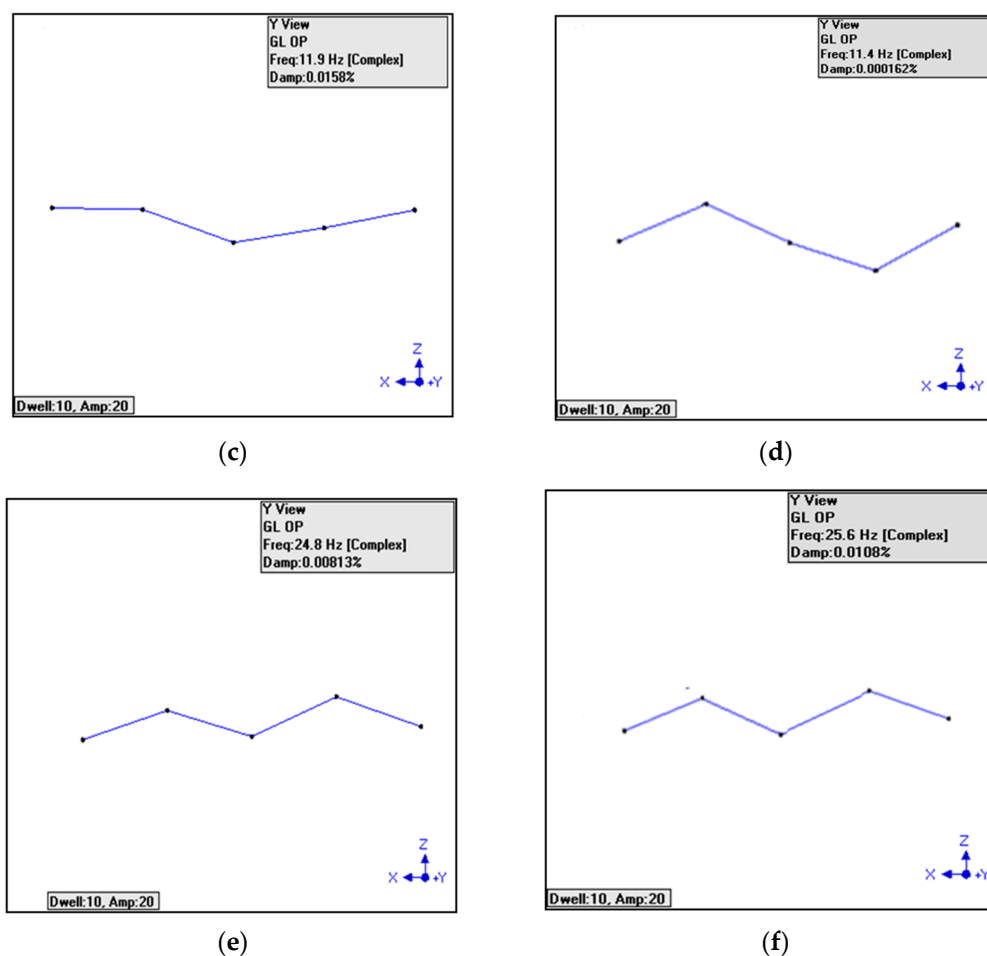 Y View
GL OP
Freq:11.9 Hz [Complex]
Damp:0.0158%
Z
X +Y
Dwell:10, Amp:20
(c)
Y View
GL OP
Freq:11.4 Hz [Complex]
Damp:0.000162%
Z
X +Y
Dwell:10, Amp:20
(d)
Y View
GL OP
Freq:24.8 Hz [Complex]
Damp:0.00813%
Z
X +Y
Dwell:10, Amp:20
(e)
Y View
GL OP
Freq:25.6 Hz [Complex]
Damp:0.0108%
Z
X +Y
Dwell:10, Amp:20
(f)